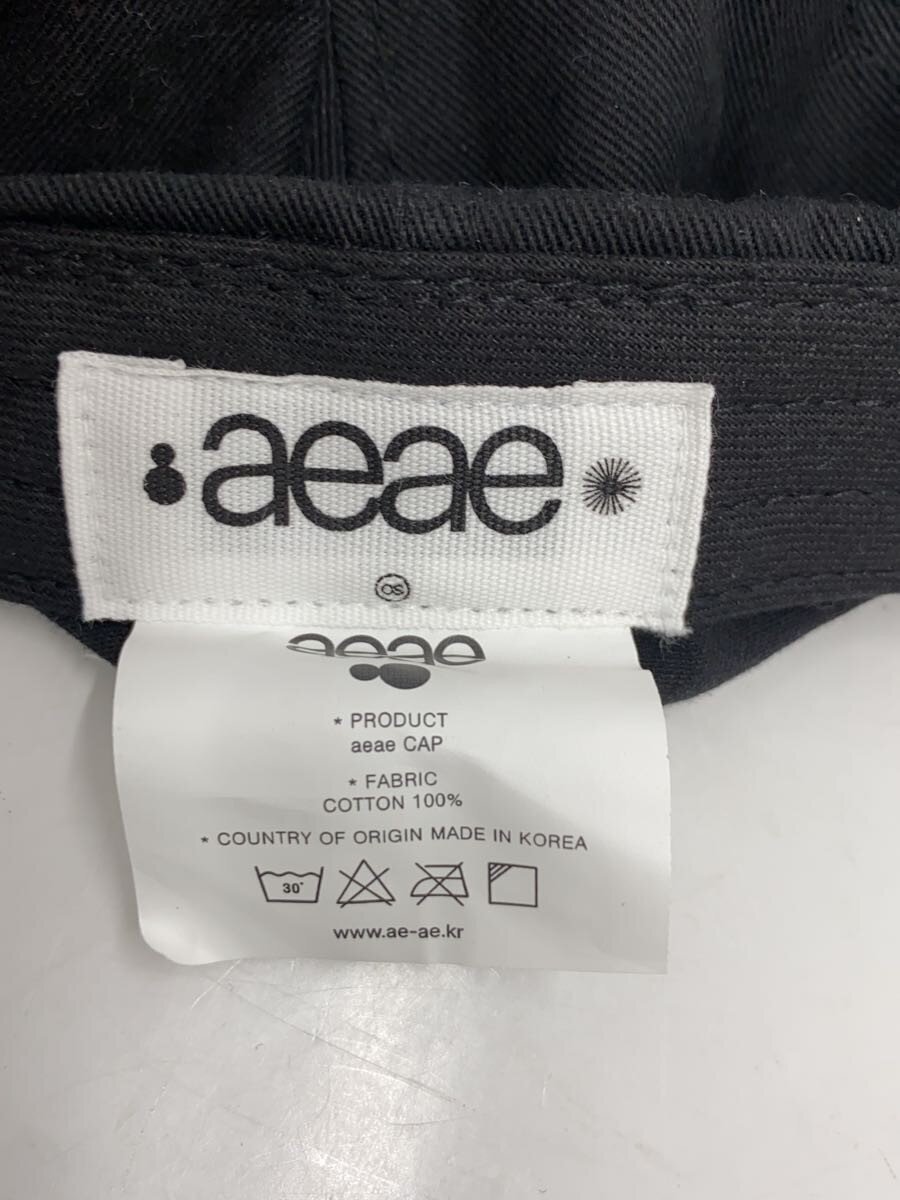 aeae
OS
aeae
* PRODUCT
aeae CAP
* FABRIC
COTTON 100%
* COUNTRY OF ORIGIN MADE IN KOREA
30°
www.ae-ae.kr